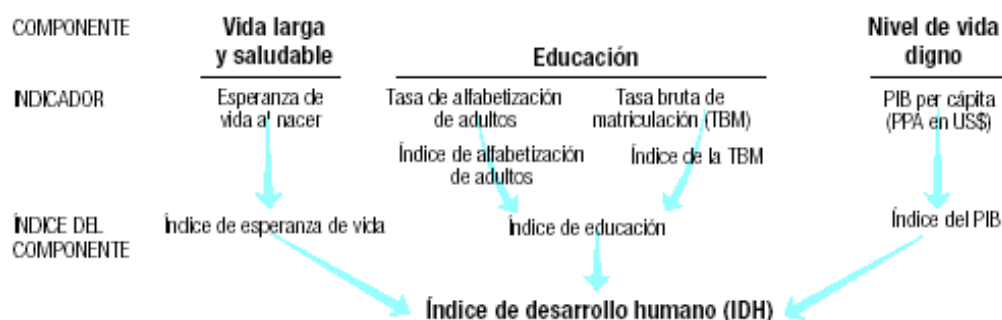 COMPONENTE
Vida larga
y saludable
Educación
Nivel de vida
digno
INDICADOR
Esperanza de
vida al nacer
Tasa de alfabetización
de adultos
Tasa bruta de
matriculación (TBM)
PIB per cápita
(PPA en US$)
Índice de alfabetización
de adultos
Índice de la TBM
ÍNDICE DEL
COMPONENTE
Índice de esperanza de vida
Índice de educación
Índice del PIB
Índice de desarrollo humano (IDH)